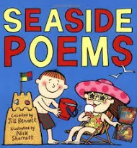 SEASIDE
POEMS
Collected by
Jill Bennett
Illustrated by
Nick Sharratt